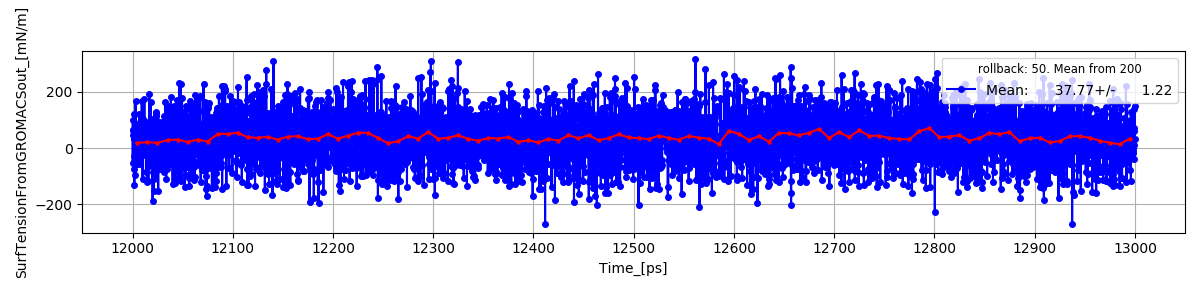 SurfTensionFromGROMACSout_[mN/m]
200
0
−200
rollback: 50. Mean from 200
Mean: 37.77+/- 1.22
12000 12100 12200 12300 12400 12500 12600 12700 12800 12900 13000
Time_[ps]